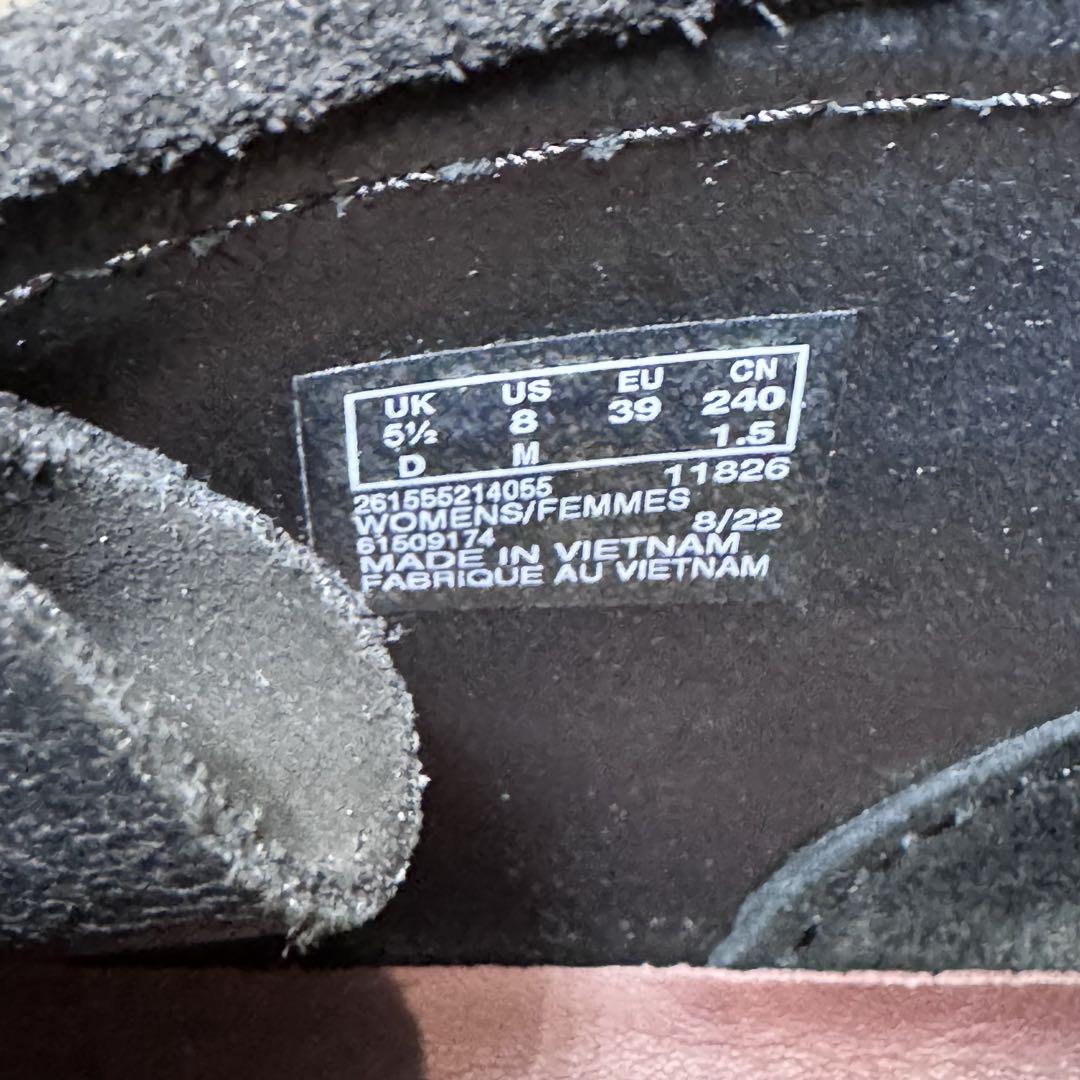 UK US EU CN
5½ 8 39 240
D M 1.5
261555214055 11826
WOMENS/FEMMES
61509174 8/22
MADE IN VIETNAM
FABRIQUE AU VIETNAM